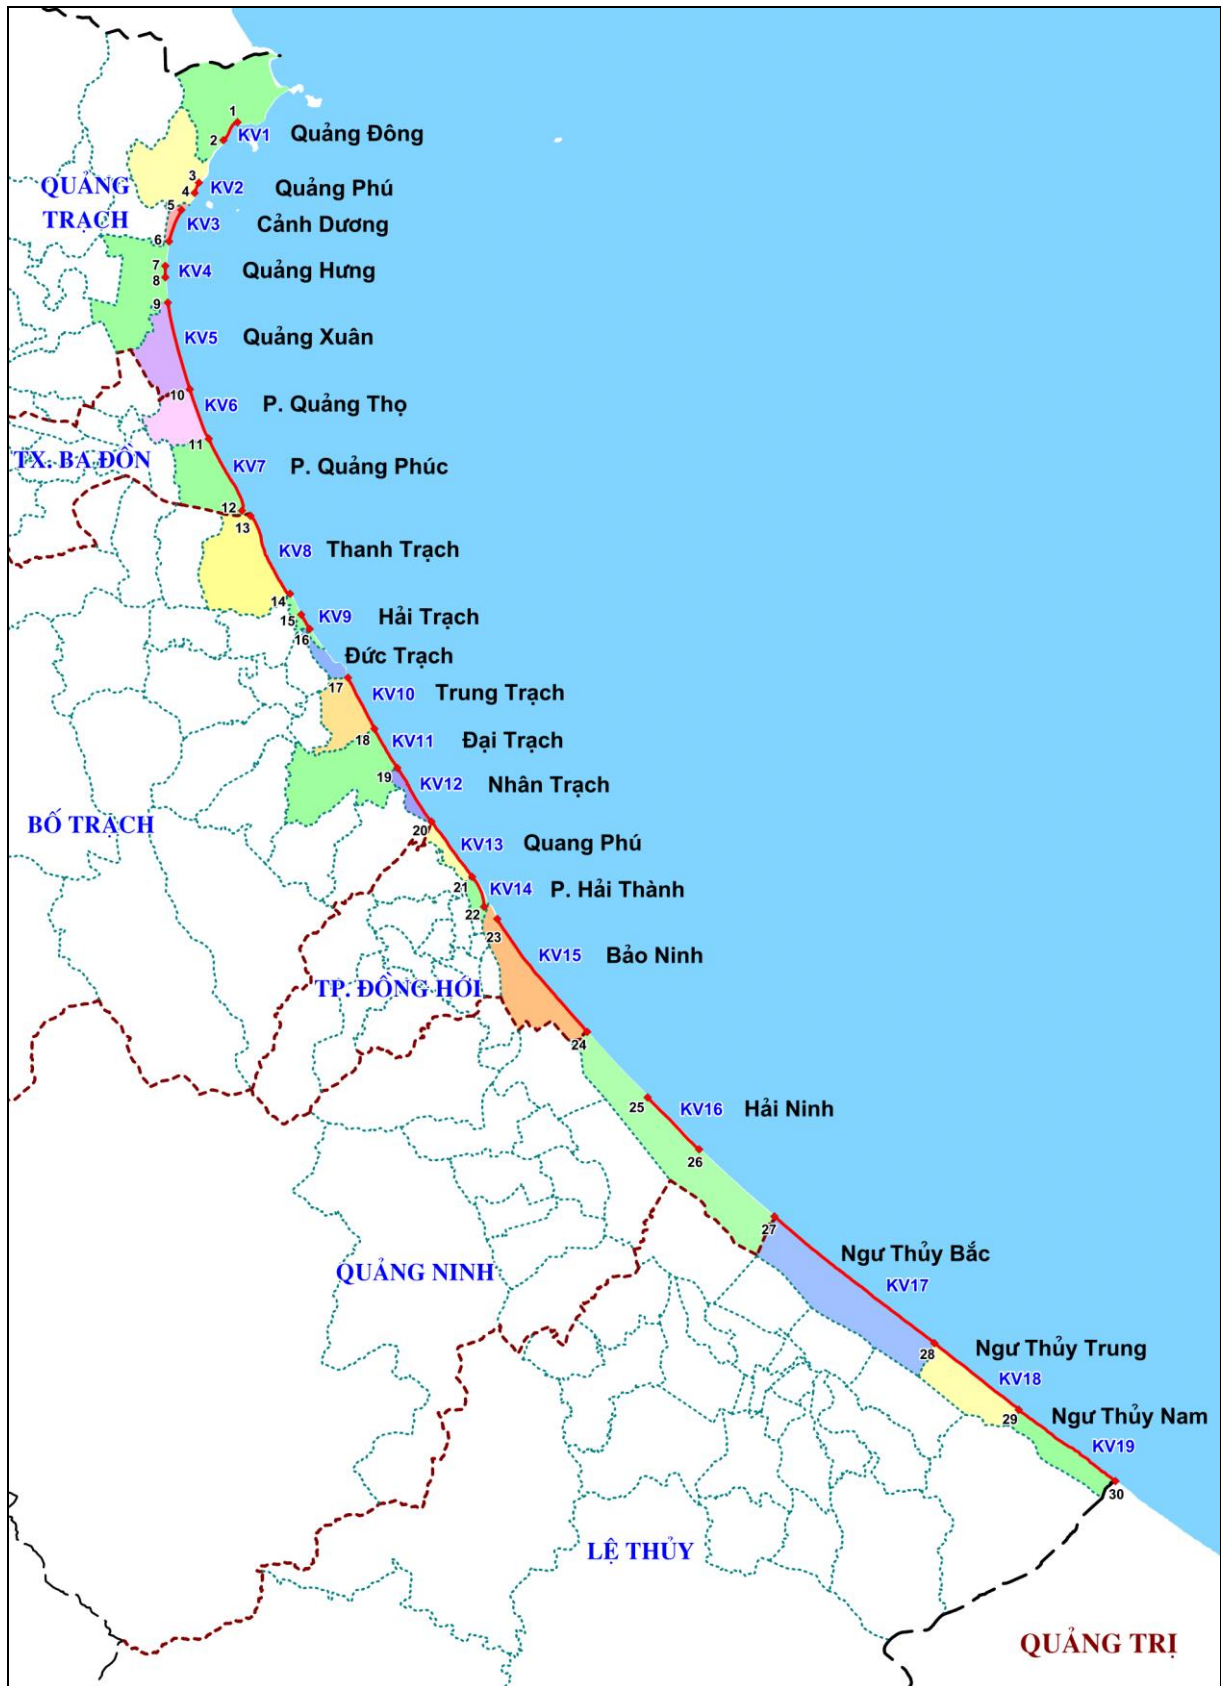 1
2
KV1
Quảng Đông
3
4
KV2
Quảng Phú
QUẢNG
TRẠCH
5
KV3
Cảnh Dương
6
7
8
KV4
Quảng Hưng
9
KV5
Quảng Xuân
10
KV6
P. Quảng Thọ
11
TX. BA ĐỒN
KV7
P. Quảng Phúc
12
13
KV8
Thanh Trạch
14
15
KV9
Hải Trạch
16
Đức Trạch
17
KV10
Trung Trạch
18
KV11
Đại Trạch
19
KV12
Nhân Trạch
BỐ TRẠCH
20
KV13
Quang Phú
21
KV14
P. Hải Thành
22
23
KV15
Bảo Ninh
TP. ĐỒNG HỚI
24
25
KV16
Hải Ninh
26
27
Ngư Thủy Bắc
KV17
QUẢNG NINH
28
Ngư Thủy Trung
KV18
29
Ngư Thủy Nam
KV19
30
LỆ THỦY
QUẢNG TRỊ